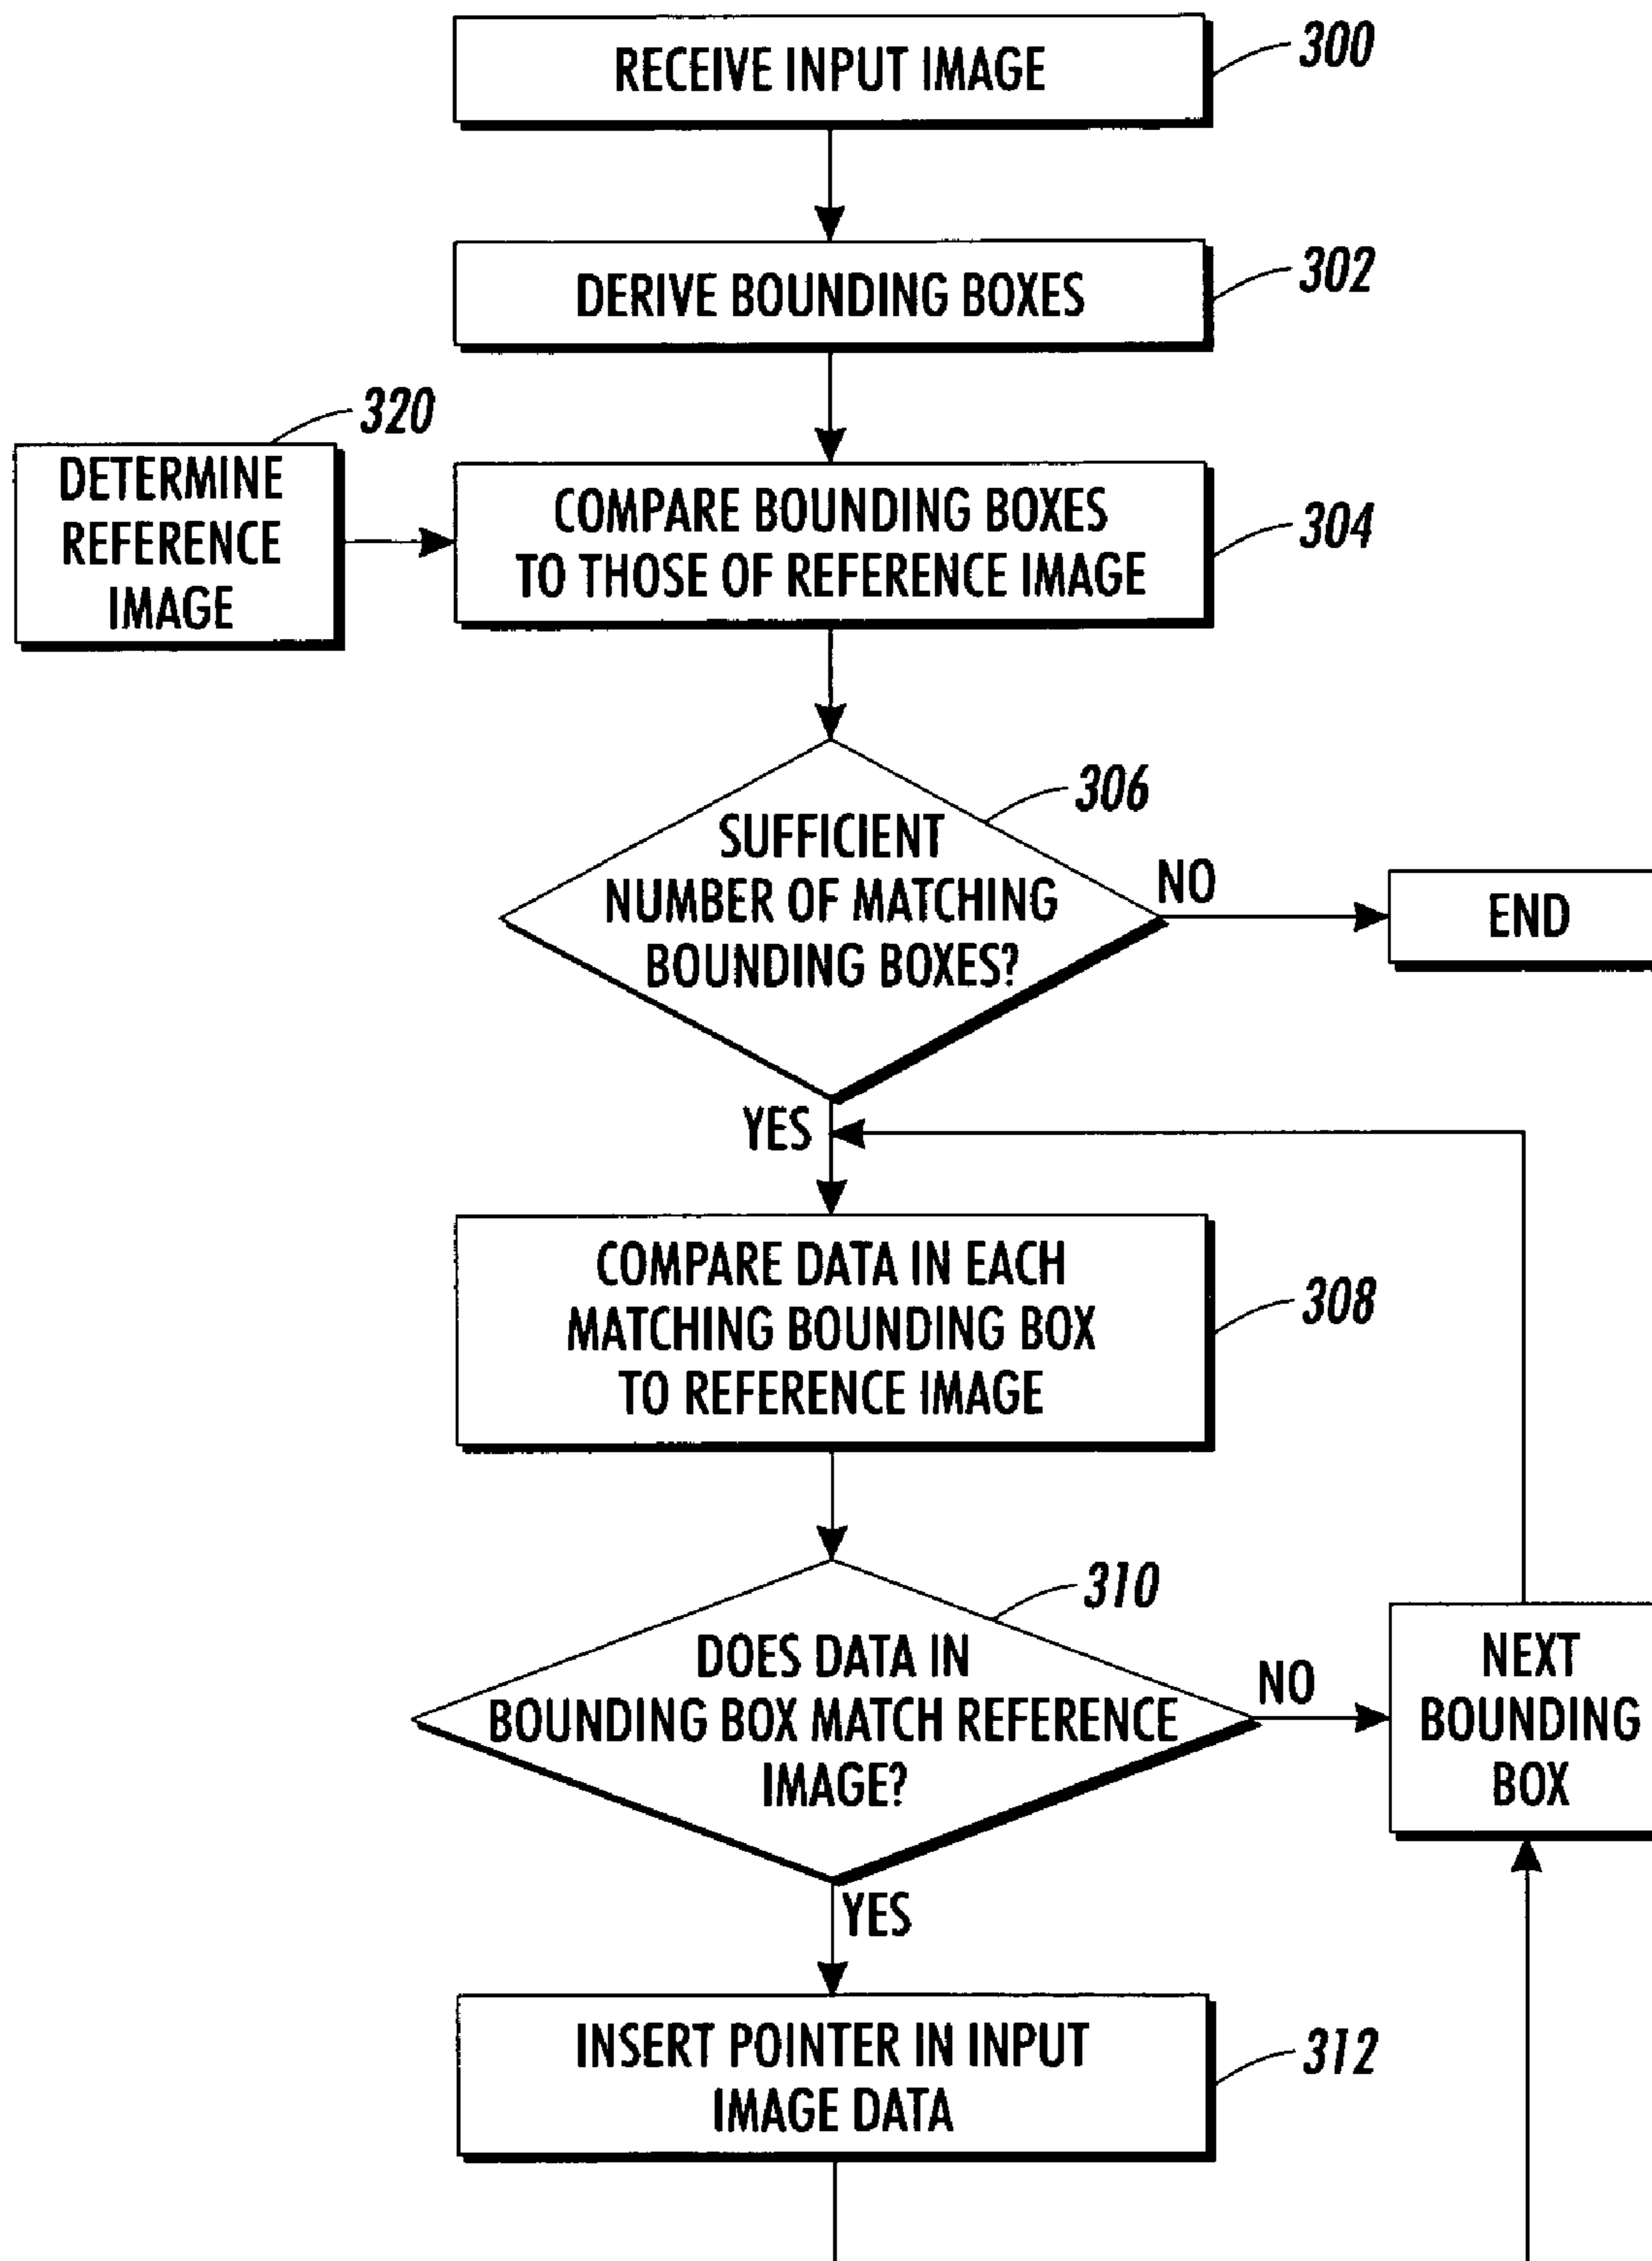 RECEIVE INPUT IMAGE
300
DERIVE BOUNDING BOXES
302
320
DETERMINE
REFERENCE
IMAGE
COMPARE BOUNDING BOXES
TO THOSE OF REFERENCE IMAGE
304
306
SUFFICIENT
NUMBER OF MATCHING
BOUNDING BOXES?
NO
END
YES
COMPARE DATA IN EACH
MATCHING BOUNDING BOX
TO REFERENCE IMAGE
308
310
DOES DATA IN
BOUNDING BOX MATCH REFERENCE
IMAGE?
NO
NEXT
BOUNDING
BOX
YES
INSERT POINTER IN INPUT
IMAGE DATA
312